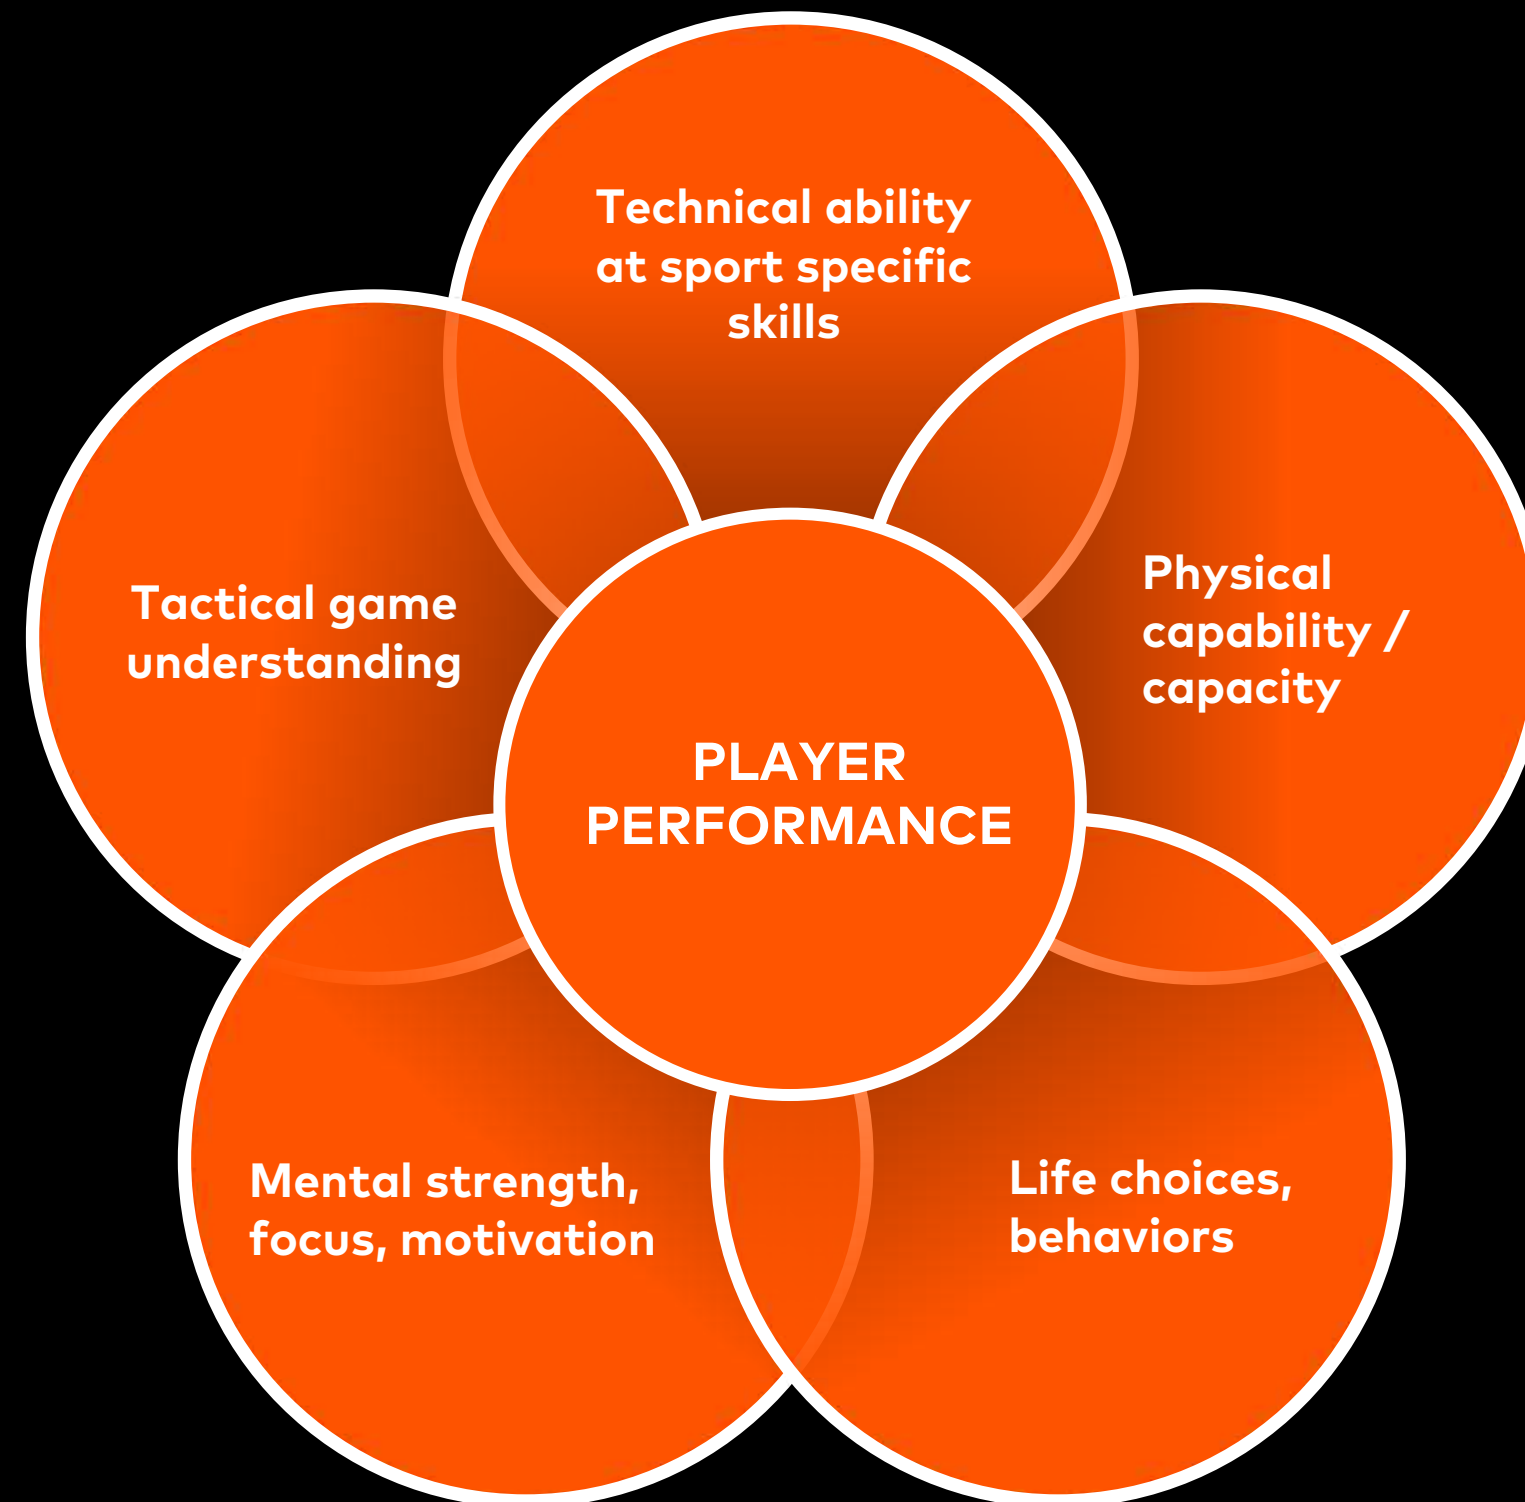 Technical ability
at sport specific
skills
Tactical game
understanding
Physical
capability /
capacity
PLAYER
PERFORMANCE
Mental strength,
focus, motivation
Life choices,
behaviors